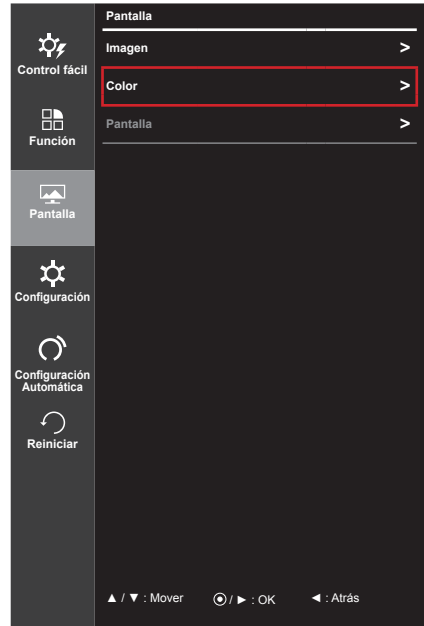 Pantalla
Imagen >
Color >
Pantalla >
Control fácil
Función
Pantalla
Configuración
Configuración
Automática
Reiniciar
▲ / ▼ : Mover ⦿/ ► : OK ◄ : Atrás